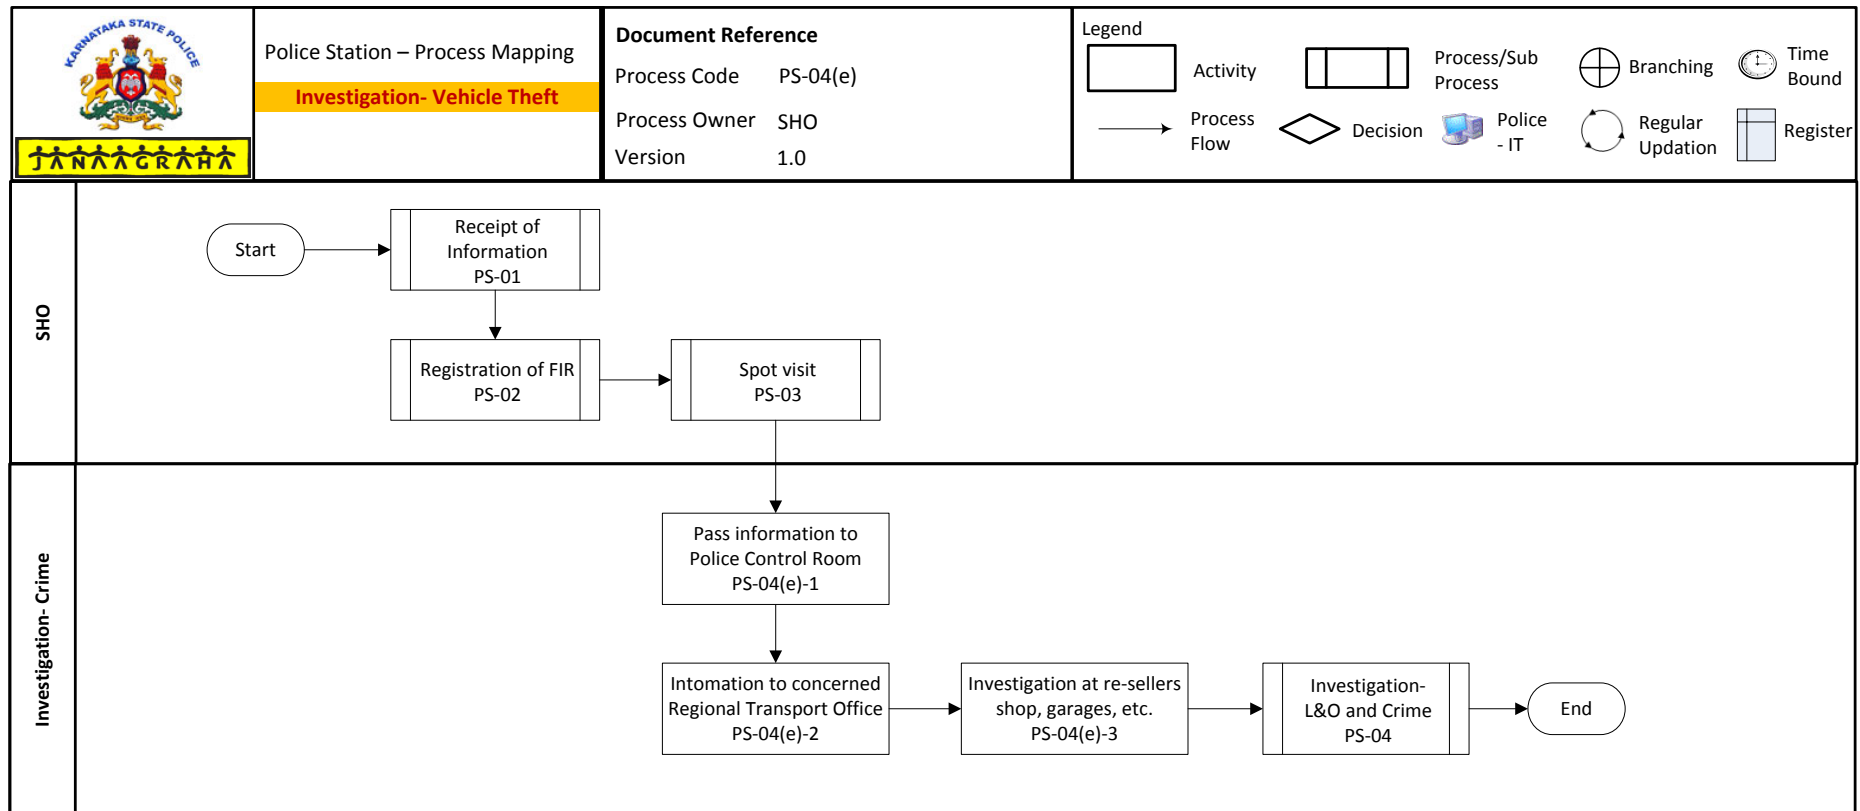 KARNATAKA STATE POLICE
JANAAGRAHA
Police Station – Process Mapping
Investigation- Vehicle Theft
Document Reference
Process Code PS-04(e)
Process Owner SHO
Version 1.0
Legend
Activity
Process/Sub
Process
Branching
Time
Bound
Process
Flow
Decision
Police
- IT
Regular
Updation
Register
SHO
Start
Receipt of
Information
PS-01
Registration of FIR
PS-02
Spot visit
PS-03
Investigation- Crime
Pass information to
Police Control Room
PS-04(e)-1
Intomation to concerned
Regional Transport Office
PS-04(e)-2
Investigation at re-sellers
shop, garages, etc.
PS-04(e)-3
Investigation-
L&O and Crime
PS-04
End